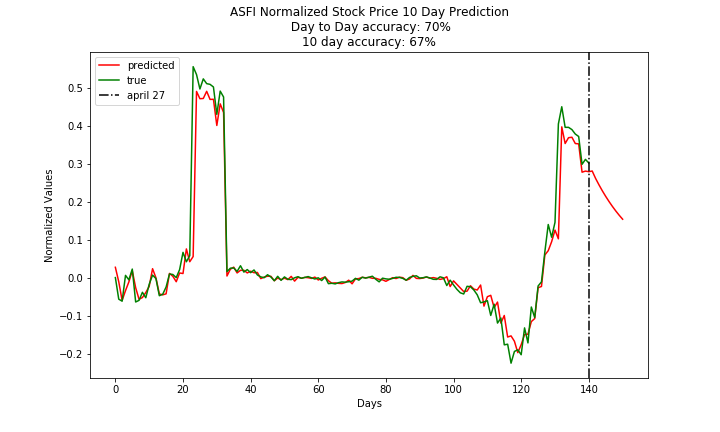 ASFI Normalized Stock Price 10 Day Prediction
Day to Day accuracy: 70%
10 day accuracy: 67%
predicted
true
april 27
Normalized Values
0.5
0.4
0.3
0.2
0.1
0.0
−0.1
−0.2
0 20 40 60 80 100 120 140
Days